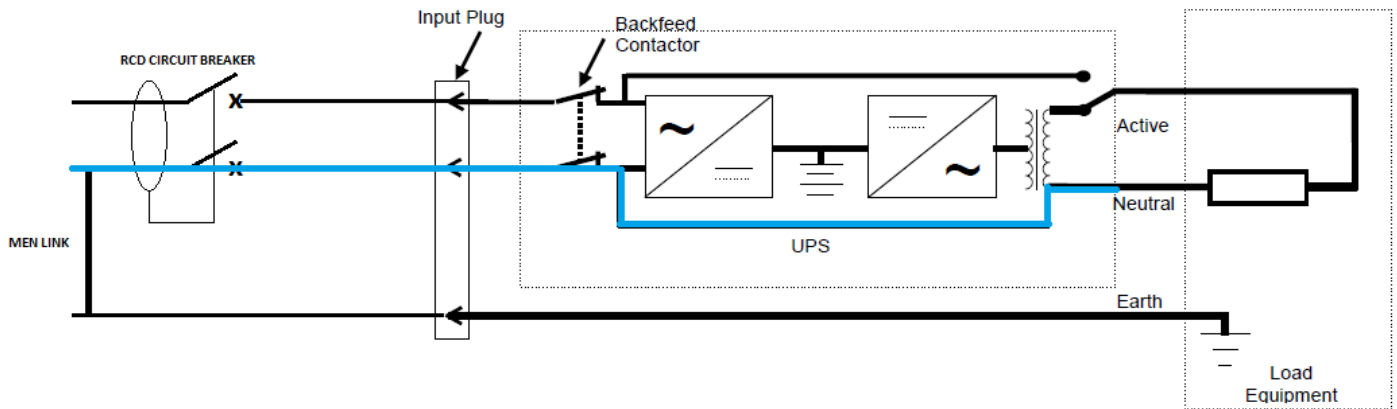 Input Plug
Backfeed
Contactor
RCD CIRCUIT BREAKER
X
X
Active
Neutral
MEN LINK
UPS
Earth
Load
Equipment